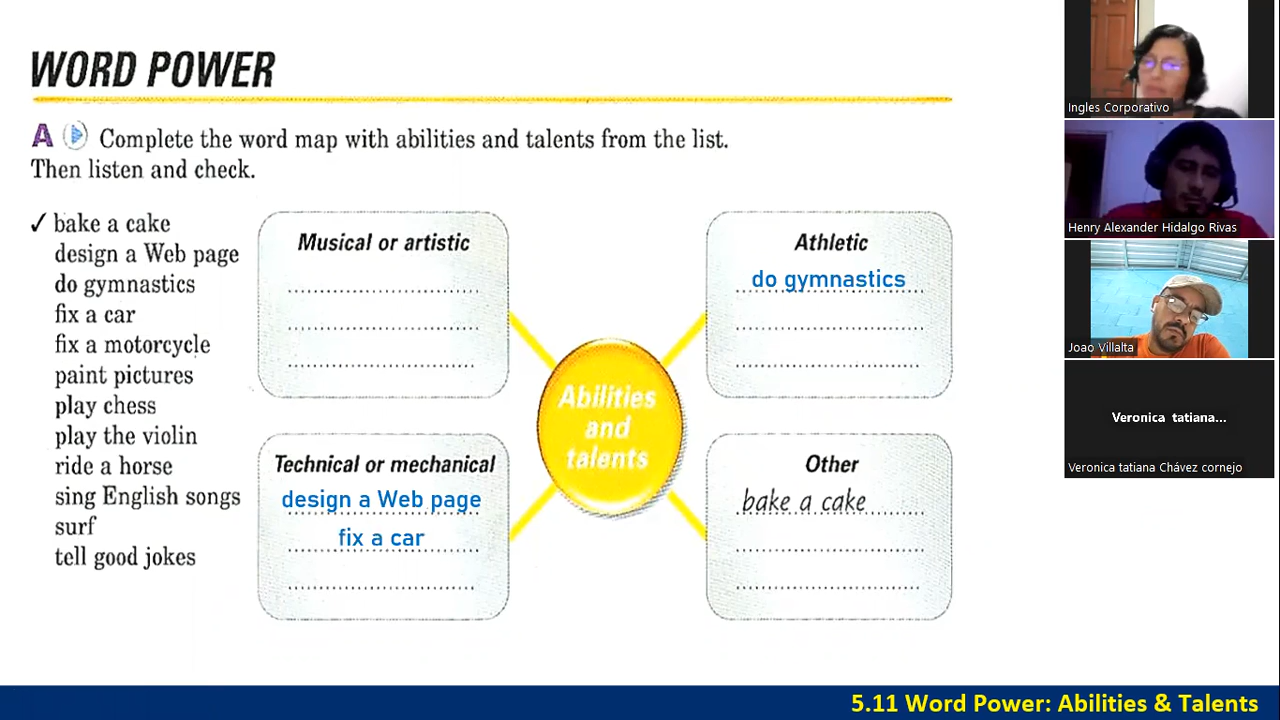 WORD POWER
A Complete the word map with abilities and talents from the list.
Then listen and check.
✓ bake a cake
design a Web page
do gymnastics
fix a car
fix a motorcycle
paint pictures
play chess
play the violin
ride a horse
sing English songs
surf
tell good jokes
Musical or artistic
Athletic
do gymnastics
Abilities
and
talents
Technical or mechanical
design a Web page
fix a car
Other
bake a cake
Ingles Corporativo
Henry Alexander Hidalgo Rivas
Joao Villalta
Veronica tatiana...
Veronica tatiana Chávez cornejo
5.11 Word Power: Abilities & Talents